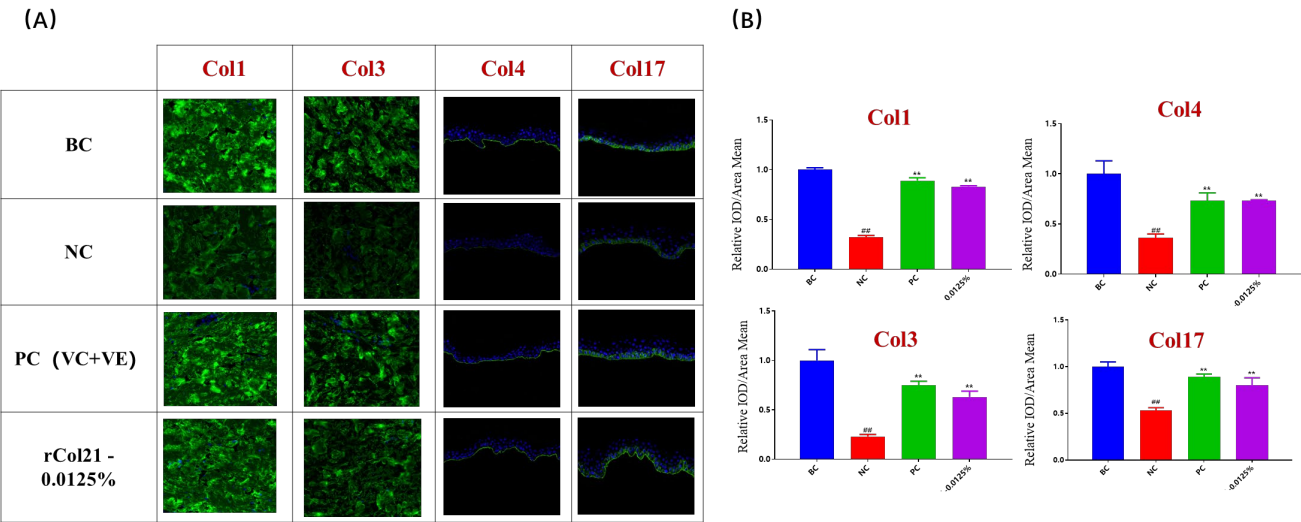 (A)
Col1 Col3 Col4 Col17
BC
NC
PC (VC+VE)
rCol21 -
0.0125%
(B)
Col1
Relative IOD/Area Mean
1.5
1.0
0.5
0.0
##
**
**
BC NC PC 0.0125%
Col4
Relative IOD/Area Mean
1.5
1.0
0.5
0.0
##
**
**
BC NC PC -0.0125%
Col3
Relative IOD/Area Mean
1.5
1.0
0.5
0.0
##
**
**
BC NC PC -0.0125%
Col17
Relative IOD/Area Mean
1.5
1.0
0.5
0.0
##
**
**
BC NC PC -0.0125%